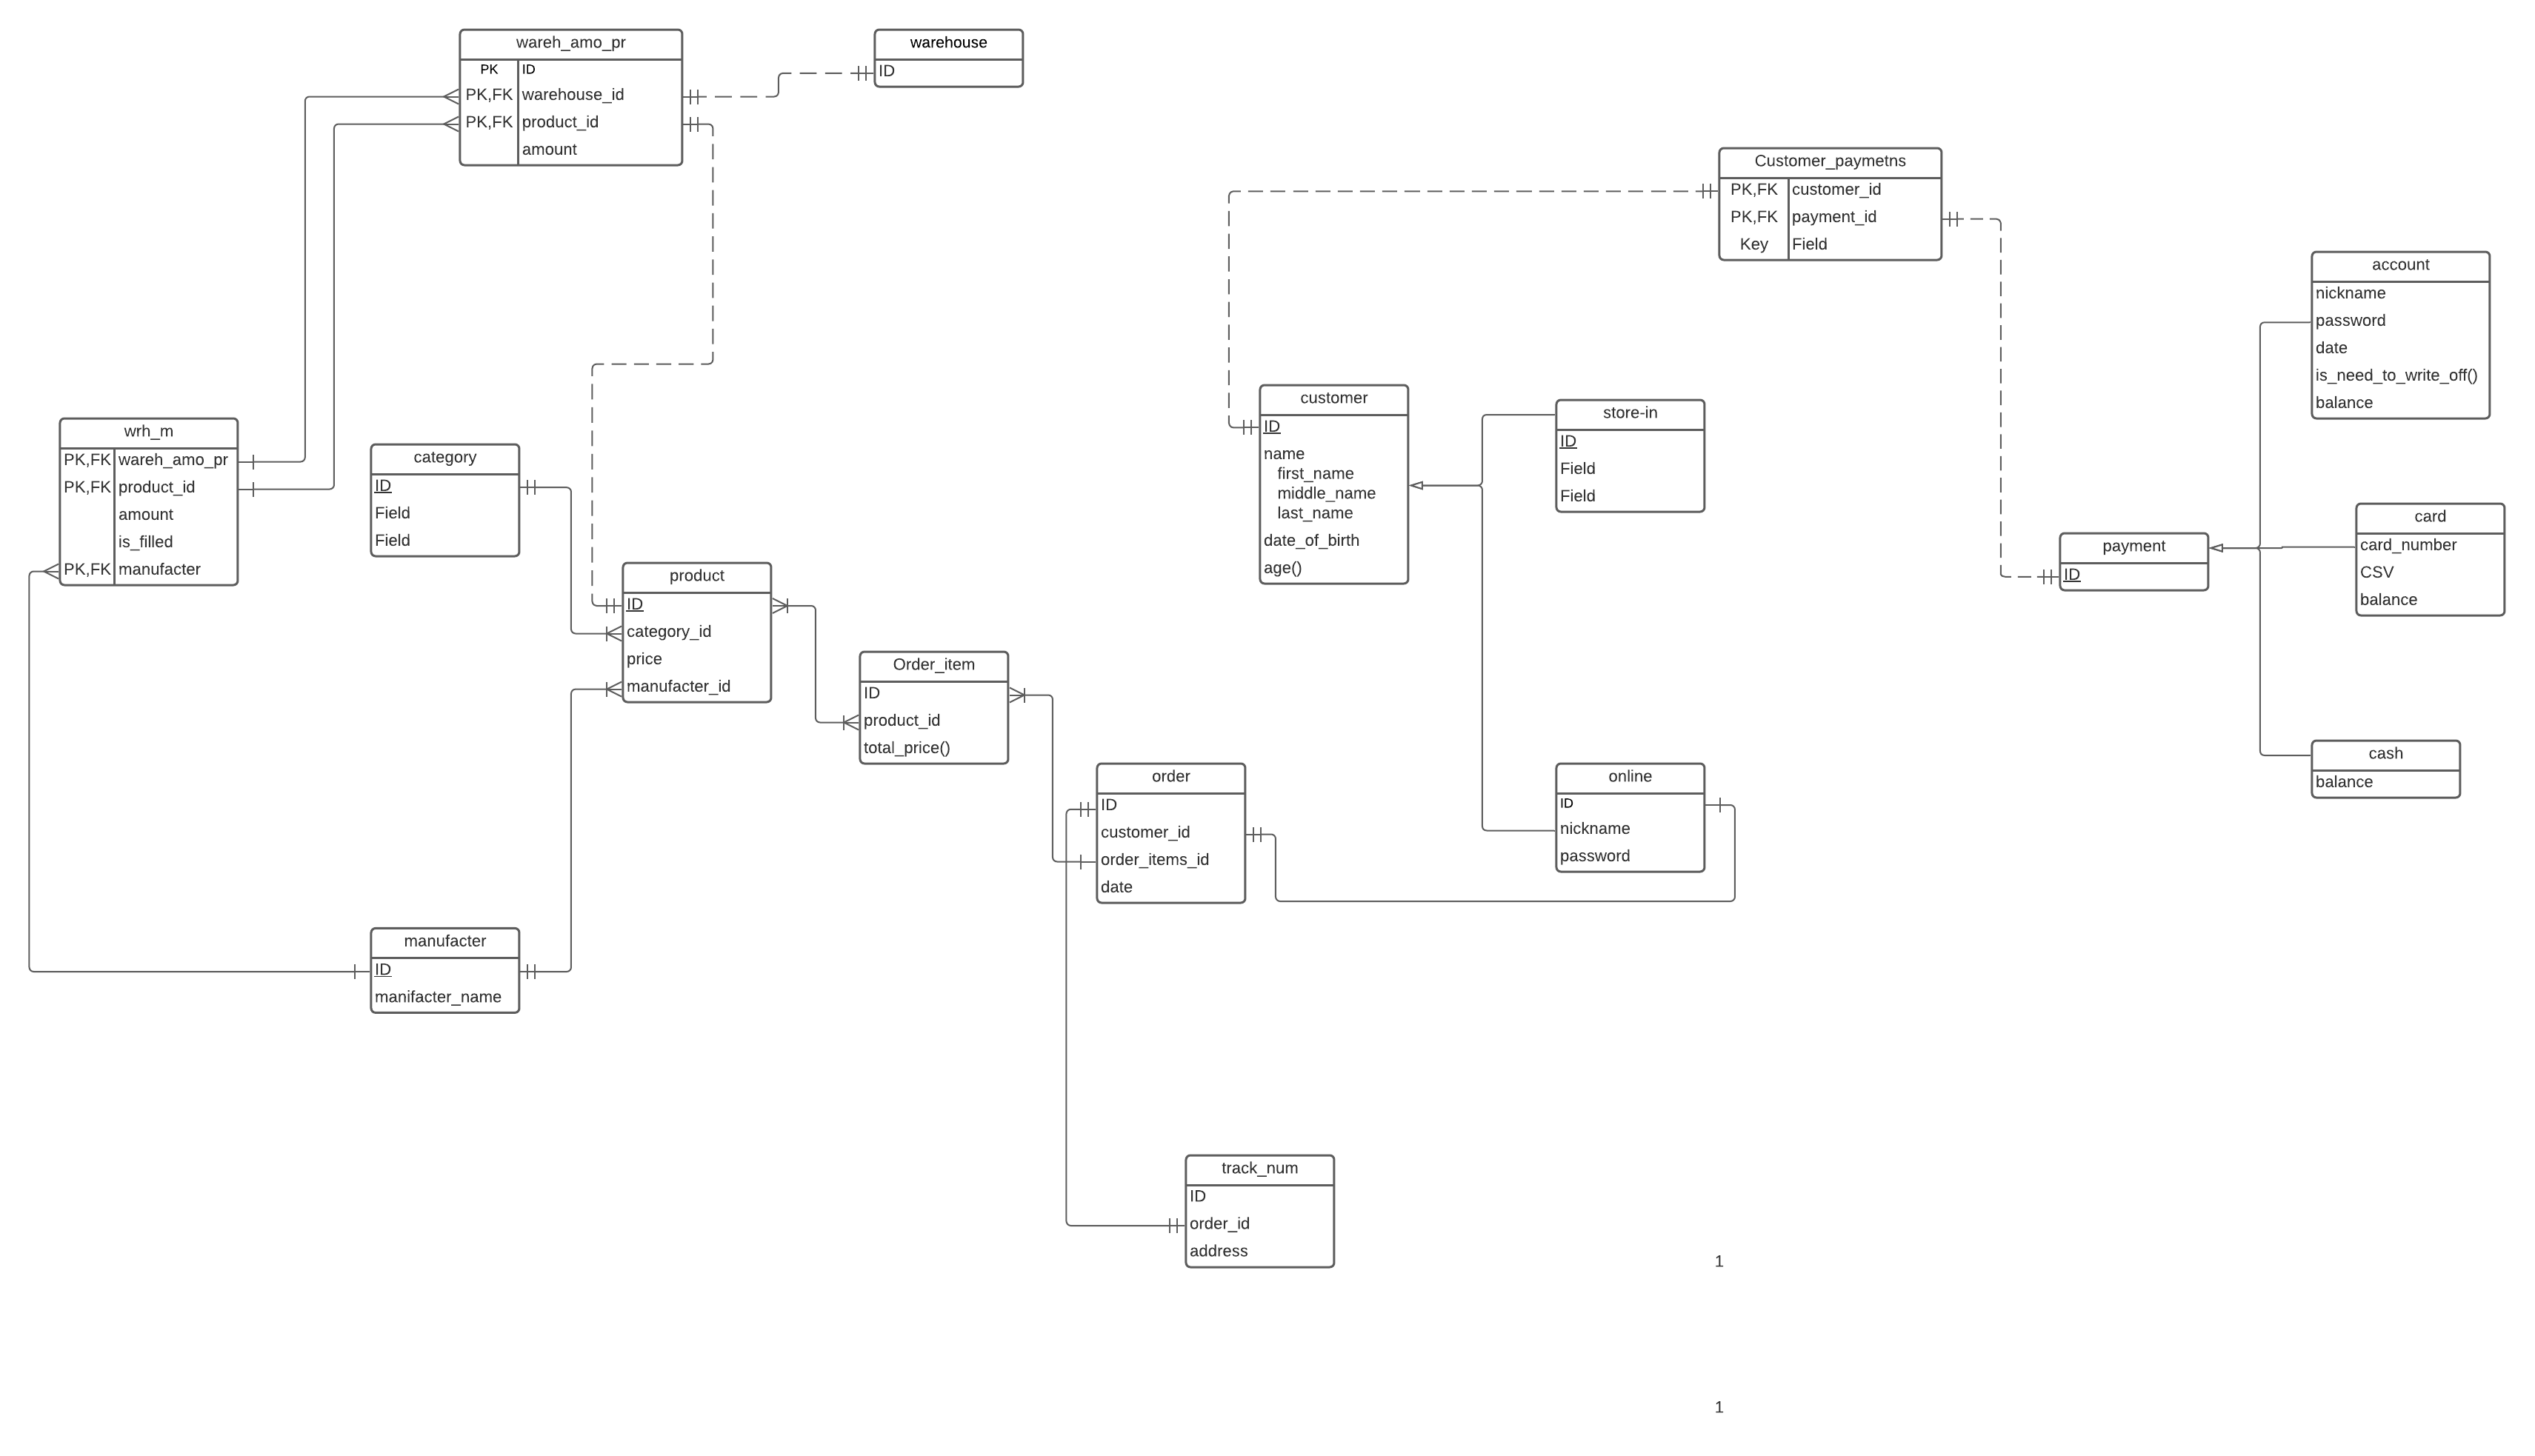 wareh_amo_pr
PK ID
PK,FK warehouse_id
PK,FK product_id
amount
warehouse
ID
Customer_paymetns
PK,FK customer_id
PK,FK payment_id
Key Field
account
nickname
password
date
is_need_to_write_off()
balance
customer
ID
name
first_name
middle_name
last_name
date_of_birth
age()
store-in
ID
Field
Field
wrh_m
PK,FK wareh_amo_pr
PK,FK product_id
amount
is_filled
PK,FK manufacter
category
ID
Field
Field
card
card_number
CSV
balance
payment
ID
product
ID
category_id
price
manufacter_id
Order_item
ID
product_id
total_price()
cash
balance
order
ID
customer_id
order_items_id
date
online
ID
nickname
password
manufacter
ID
manifacter_name
track_num
ID
order_id
address
1
1